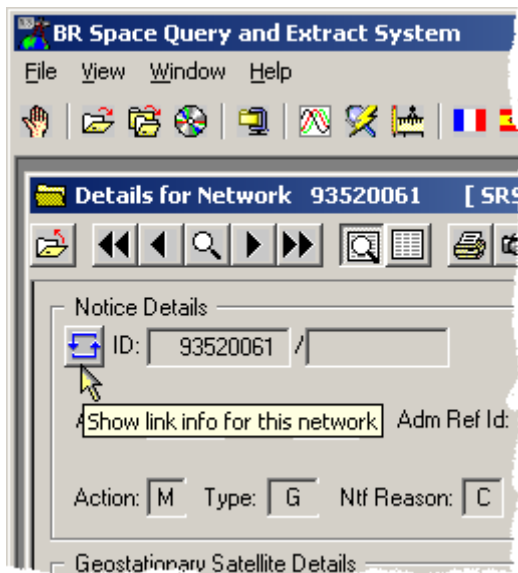 BR Space Query and Extract System
File View Window Help
Details for Network 93520061 [ SRS
Notice Details
ID: 93520061 /
Show link info for this network Adm Ref Id:
Action: M Type: G Ntf Reason: C
Geostationary Satellite Details